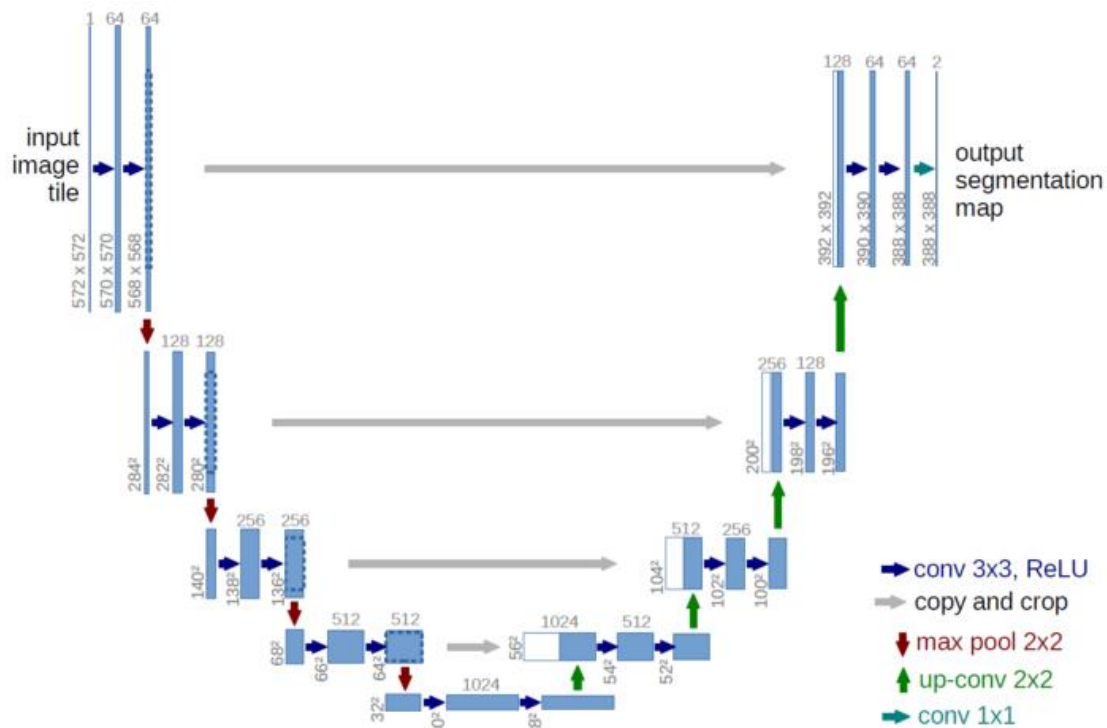 1 64 64
128 64 64 2
input
image
tile
output
segmentation
map
572 x 572
570 x 570
568 x 568
392 x 392
390 x 390
388 x 388
388 x 388
128 128
256 128
284²
282²
280²
200²
198²
196²
256 256
512 256
140²
138²
136²
104²
102²
100²
512 512
1024 512
68²
66²
64²
56²
54²
52²
1024
32²
conv 3x3, ReLU
copy and crop
max pool 2x2
up-conv 2x2
conv 1x1